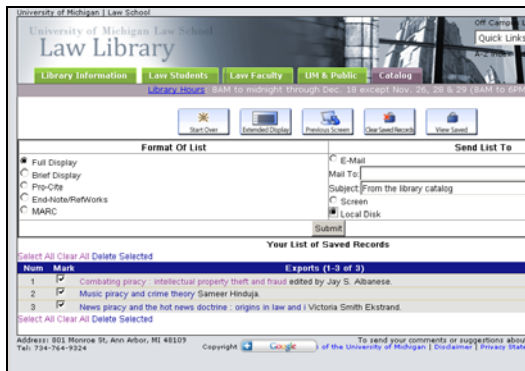 University of Michigan | Law School
University of Michigan Law School
Law Library
Off Campus
Quick Links
A-Z Index
Library Information Law Students Law Faculty UM & Public Catalog
Library Hours: 8AM to midnight through Dec. 18 except Nov. 26, 28 & 29 (8AM to 6PM
Start Over Extended Display Previous Screen Clear Saved Records View Saved
Format Of List Send List To
Full Display
Brief Display
Pro-Cite
End-Note/RefWorks
MARC
E-Mail
Mail To:
Subject: From the library catalog
Screen
Local Disk
Submit
Your List of Saved Records
Select All Clear All Delete Selected
Num Mark Exports (1-3 of 3)
1 Combating piracy : intellectual property theft and fraud edited by Jay S. Albanese.
2 Music piracy and crime theory Sameer Hinduja.
3 News piracy and the hot news doctrine : origins in law and i Victoria Smith Ekstrand.
Select All Clear All Delete Selected
Address: 801 Monroe St, Ann Arbor, MI 48109
Tel: 734-764-9324
To send your comments or suggestions about
Copyright Google of the University of Michigan | Disclaimer | Privacy State